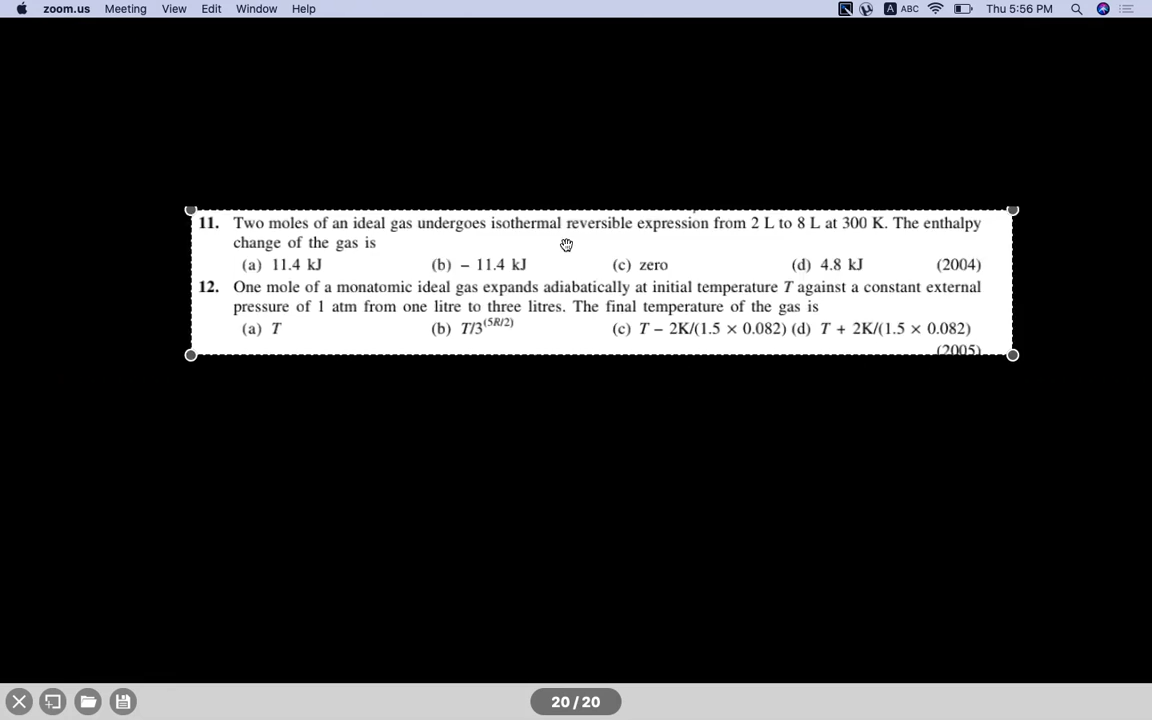 zoom.us Meeting View Edit Window Help A ABC Thu 5:56 PM
11. Two moles of an ideal gas undergoes isothermal reversible expression from 2 L to 8 L at 300 K. The enthalpy
change of the gas is
(a) 11.4 kJ (b) – 11.4 kJ (c) zero (d) 4.8 kJ (2004)
12. One mole of a monatomic ideal gas expands adiabatically at initial temperature T against a constant external
pressure of 1 atm from one litre to three litres. The final temperature of the gas is
(a) T (b) T/3^(5R/2) (c) T – 2K/(1.5 × 0.082) (d) T + 2K/(1.5 × 0.082)
(2005)
20 / 20